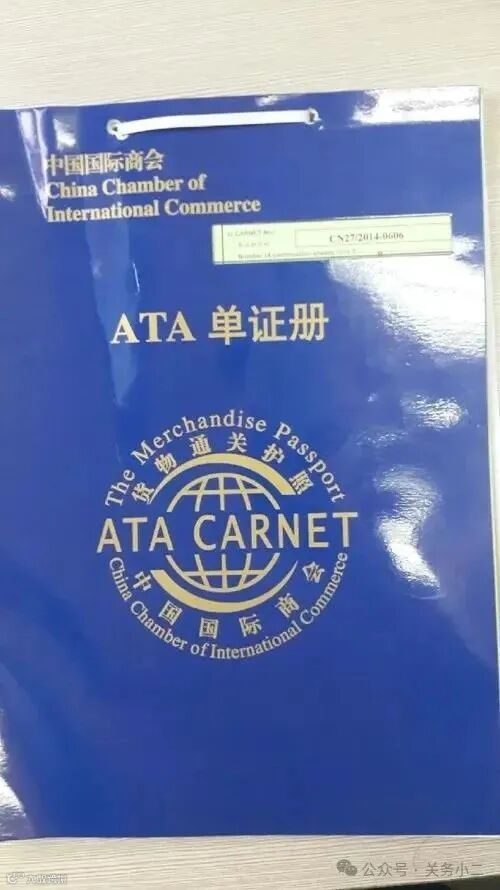 中国国际商会
China Chamber of
International Commerce
CARNET No.
CN27/2014-0606
ATA 单证册
The Merchandise Passport
货物通关护照
ATA CARNET
中国国际商会
China Chamber of International Commerce
公众号·关务小二